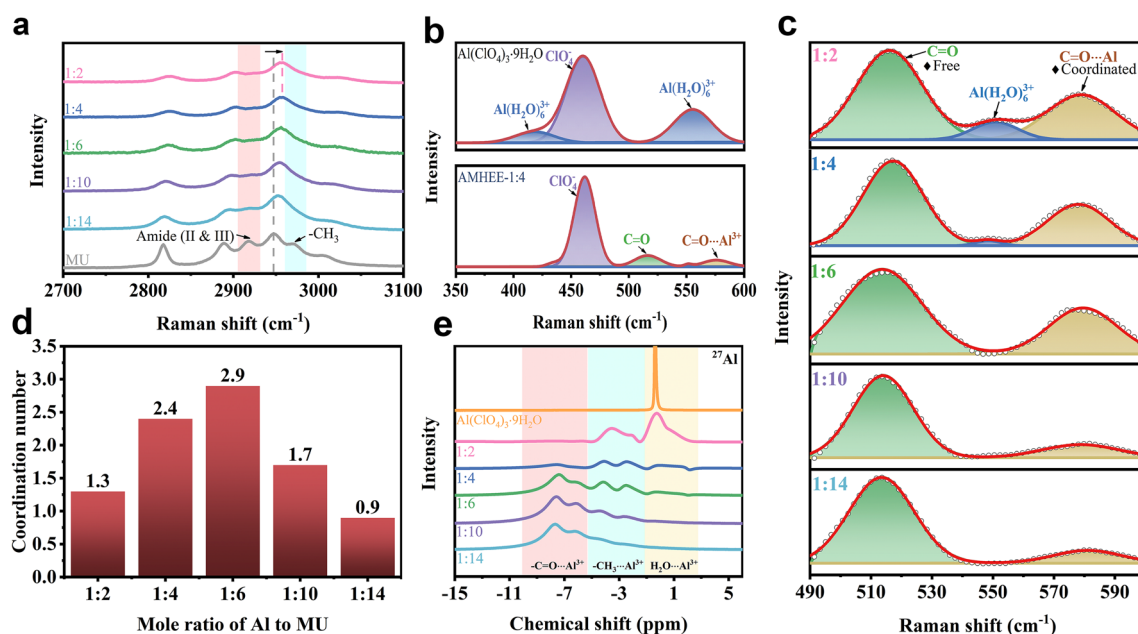 a
1:2
1:4
1:6
1:10
1:14
MU
Amide (II & III)
-CH₃
Intensity
2700 2800 2900 3000 3100
Raman shift (cm⁻¹)
b
Al(ClO₄)₃·9H₂O
ClO₄⁻
Al(H₂O)₆³⁺
Al(H₂O)₆³⁺
AMHEE-1:4
ClO₄⁻
C=O
C=O···Al³⁺
Intensity
350 400 450 500 550 600
Raman shift (cm⁻¹)
c
1:2
C=O
♦ Free
C=O···Al
♦ Coordinated
Al(H₂O)₆³⁺
1:4
1:6
1:10
1:14
Intensity
490 510 530 550 570 590
Raman shift (cm⁻¹)
d
3.5
3.0
2.5
2.0
1.5
1.0
0.5
0.0
Coordination number
1.3
2.4
2.9
1.7
0.9
1:2 1:4 1:6 1:10 1:14
Mole ratio of Al to MU
e
²⁷Al
Al(ClO₄)₃·9H₂O
1:2
1:4
1:6
1:10
1:14
-C=O···Al³⁺ -CH₃···Al³⁺ H₂O···Al³⁺
Intensity
-15 -11 -7 -3 1 5
Chemical shift (ppm)